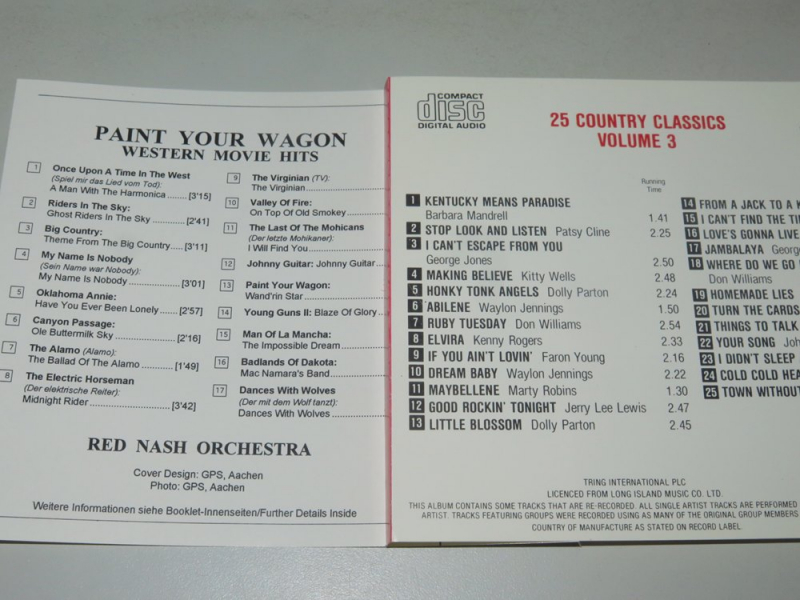 PAINT YOUR WAGON
WESTERN MOVIE HITS
1 Once Upon A Time In The West
(Spiel mir das Lied vom Tod):
A Man With The Harmonica ....... [3'15]
2 Riders In The Sky:
Ghost Riders In The Sky ........... [2'41]
3 Big Country:
Theme From The Big Country..... [3'11]
4 My Name Is Nobody
(Sein Name war Nobody):
My Name Is Nobody ................. [3'01]
5 Oklahoma Annie:
Have You Ever Been Lonely ...... [2'57]
6 Canyon Passage:
Ole Buttermilk Sky .................... [2'16]
7 The Alamo (Alamo):
The Ballad Of The Alamo .......... [1'49]
8 The Electric Horseman
(Der elektrische Reiter):
Midnight Rider .......................... [3'42]
9 The Virginian (TV):
The Virginian
10 Valley Of Fire:
On Top Of Old Smokey
11 The Last Of The Mohicans
(Der letzte Mohikaner):
I Will Find You
12 Johnny Guitar: Johnny Guitar
13 Paint Your Wagon:
Wand'rin Star
14 Young Guns II: Blaze Of Glory
15 Man Of La Mancha:
The Impossible Dream
16 Badlands Of Dakota:
Mac Namara's Band
17 Dances With Wolves
(Der mit dem Wolf tanzt):
Dances With Wolves
RED NASH ORCHESTRA
Cover Design: GPS, Aachen
Photo: GPS, Aachen
Weitere Informationen siehe Booklet-Innenseiten/Further Details Inside
COMPACT
disc
DIGITAL AUDIO
25 COUNTRY CLASSICS
VOLUME 3
Running
Time
1 KENTUCKY MEANS PARADISE
Barbara Mandrell 1.41
2 STOP LOOK AND LISTEN Patsy Cline 2.25
3 I CAN'T ESCAPE FROM YOU
George Jones 2.50
4 MAKING BELIEVE Kitty Wells 2.48
5 HONKY TONK ANGELS Dolly Parton 2.24
6 ABILENE Waylon Jennings 1.50
7 RUBY TUESDAY Don Williams 2.54
8 ELVIRA Kenny Rogers 2.33
9 IF YOU AIN'T LOVIN' Faron Young 2.16
10 DREAM BABY Waylon Jennings 2.22
11 MAYBELLENE Marty Robins 1.30
12 GOOD ROCKIN' TONIGHT Jerry Lee Lewis 2.47
13 LITTLE BLOSSOM Dolly Parton 2.45
14 FROM A JACK TO A
15 I CAN'T FIND THE
16 LOVE'S GONNA LIVE
17 JAMBALAYA
18 WHERE DO WE GO
Don Williams
19 HOMEMADE LIES
20 TURN THE CARDS
21 THINGS TO TALK
22 YOUR SONG
23 I DIDN'T SLEEP
24 COLD COLD
25 TOWN WITHOUT
TRING INTERNATIONAL PLC
LICENCED FROM LONG ISLAND MUSIC CO. LTD.
THIS ALBUM CONTAINS SOME TRACKS THAT ARE RE-RECORDED. ALL SINGLE ARTIST TRACKS ARE PERFORMED
ARTIST. TRACKS FEATURING GROUPS WERE RECORDED USING AS MANY OF THE ORIGINAL GROUP MEMBERS
COUNTRY OF MANUFACTURE AS STATED ON RECORD LABEL